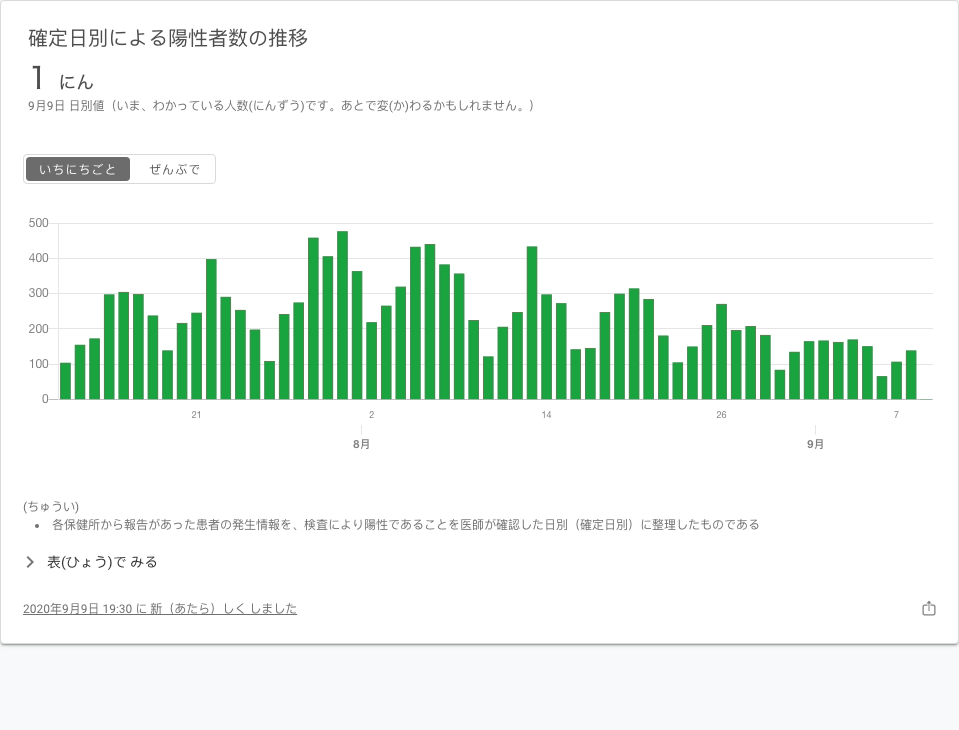 確定日別による陽性者数の推移
1 にん
9月9日 日別値（いま、わかっている人数(にんずう)です。あとで変(か)わるかもしれません。）
いちにちごと ぜんぶで
500
400
300
200
100
0
21 2 14 26 7
8月 9月
(ちゅうい)
• 各保健所から報告があった患者の発生情報を、検査により陽性であることを医師が確認した日別（確定日別）に整理したものである
表(ひょう)で みる
2020年9月9日 19:30 に 新（あたら）しく しました